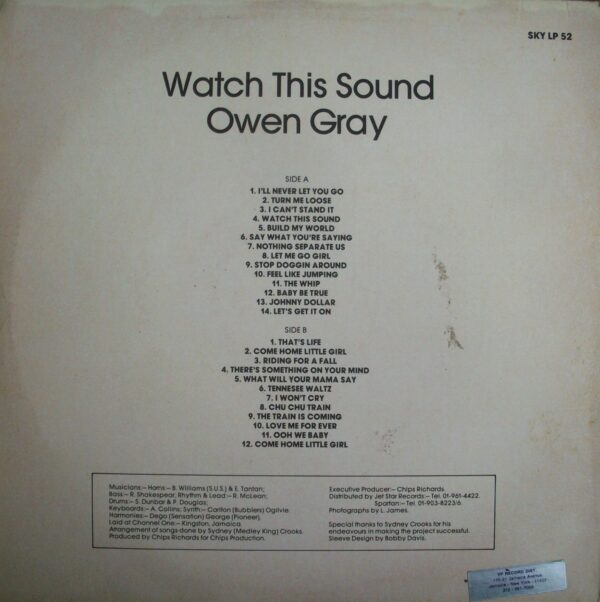 SKY LP 52
Watch This Sound
Owen Gray
SIDE A
1. I'LL NEVER LET YOU GO
2. TURN ME LOOSE
3. I CAN'T STAND IT
4. WATCH THIS SOUND
5. BUILD MY WORLD
6. SAY WHAT YOU'RE SAYING
7. NOTHING SEPARATE US
8. LET ME GO GIRL
9. STOP DOGGIN AROUND
10. FEEL LIKE JUMPING
11. THE WHIP
12. BABY BE TRUE
13. JOHNNY DOLLAR
14. LET'S GET IT ON
SIDE B
1. THAT'S LIFE
2. COME HOME LITTLE GIRL
3. RIDING FOR A FALL
4. THERE'S SOMETHING ON YOUR MIND
5. WHAT WILL YOUR MAMA SAY
6. TENNESEE WALTZ
7. I WON'T CRY
8. CHU CHU TRAIN
9. THE TRAIN IS COMING
10. LOVE ME FOR EVER
11. OOH WE BABY
12. COME HOME LITTLE GIRL
Musicians:– Horns:– B. Williams (S.U.S.) & E. Tantan;
Bass:– R. Shakespear, Rhythm & Lead — R. McLean;
Drums:– S. Dunbar & P. Douglas;
Keyboards:– A. Collins; Synth:– Carlton (Bubblers) Ogilvie.
Harmonies:– Dego (Sensation) George (Pioneer).
Laid at Channel One:– Kingston, Jamaica.
Arrangement of songs done by Sydney (Medley King) Crooks.
Produced by Chips Richards for Chips Production.
Executive Producer:– Chips Richards
Distributed by Jet Star Records:– Tel. 01-961-4422.
Spartan:– Tel. 01-903-8223/6.
Photographs by L. James.
Special thanks to Sydney Crooks for his
endeavours in making the project successful.
Sleeve Design by Bobby Davis.
VP RECORD DIST.
Jamaica Avenue
Jamaica, New York